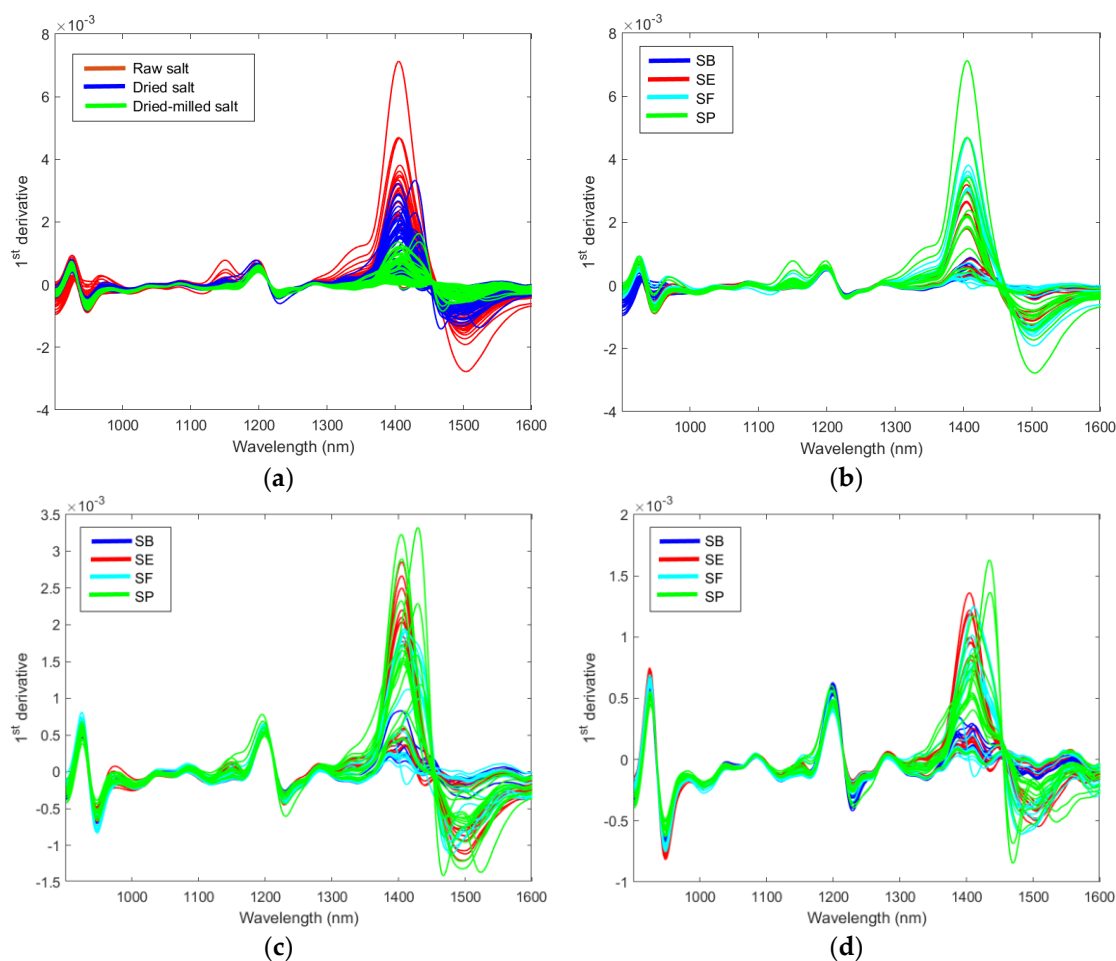 ×10⁻³
8
6
4
2
0
-2
-4
1ˢᵗ derivative
Raw salt
Dried salt
Dried-milled salt
1000 1100 1200 1300 1400 1500 1600
Wavelength (nm)
(a)
×10⁻³
8
6
4
2
0
-2
-4
1ˢᵗ derivative
SB
SE
SF
SP
1000 1100 1200 1300 1400 1500 1600
Wavelength (nm)
(b)
×10⁻³
3.5
3
2.5
2
1.5
1
0.5
0
-0.5
-1
-1.5
1ˢᵗ derivative
SB
SE
SF
SP
1000 1100 1200 1300 1400 1500 1600
Wavelength (nm)
(c)
×10⁻³
2
1.5
1
0.5
0
-0.5
-1
1ˢᵗ derivative
SB
SE
SF
SP
1000 1100 1200 1300 1400 1500 1600
Wavelength (nm)
(d)